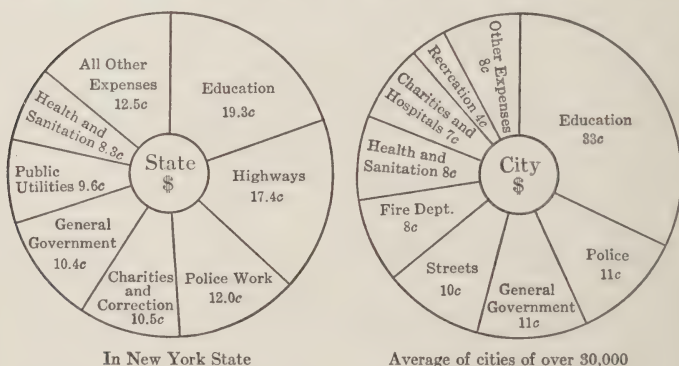 All Other
Expenses
12.5c
Education
19.3c
Health and
Sanitation 8.3c
State
$
Highways
17.4c
Public
Utilities 9.6c
General
Government
10.4c
Charities
and
Correction
10.5c
Police Work
12.0c
In New York State
Other Expenses
8c
Recreation 4c
Charities and
Hospitals 7c
Education
33c
Health and
Sanitation 8c
City
$
Fire Dept.
8c
Police
11c
Streets
10c
General
Government
11c
Average of cities of over 30,000